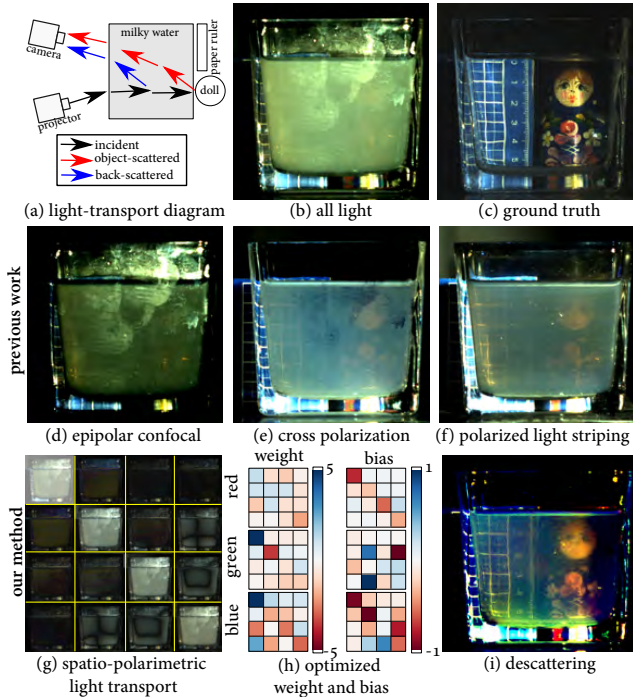 camera
milky water
paper ruler
doll
projector
incident
object-scattered
back-scattered
(a) light-transport diagram
(b) all light
(c) ground truth
previous work
(d) epipolar confocal
(e) cross polarization
(f) polarized light striping
our method
weight
bias
red
green
blue
5
-5
1
-1
(g) spatio-polarimetric
light transport
(h) optimized
weight and bias
(i) descattering